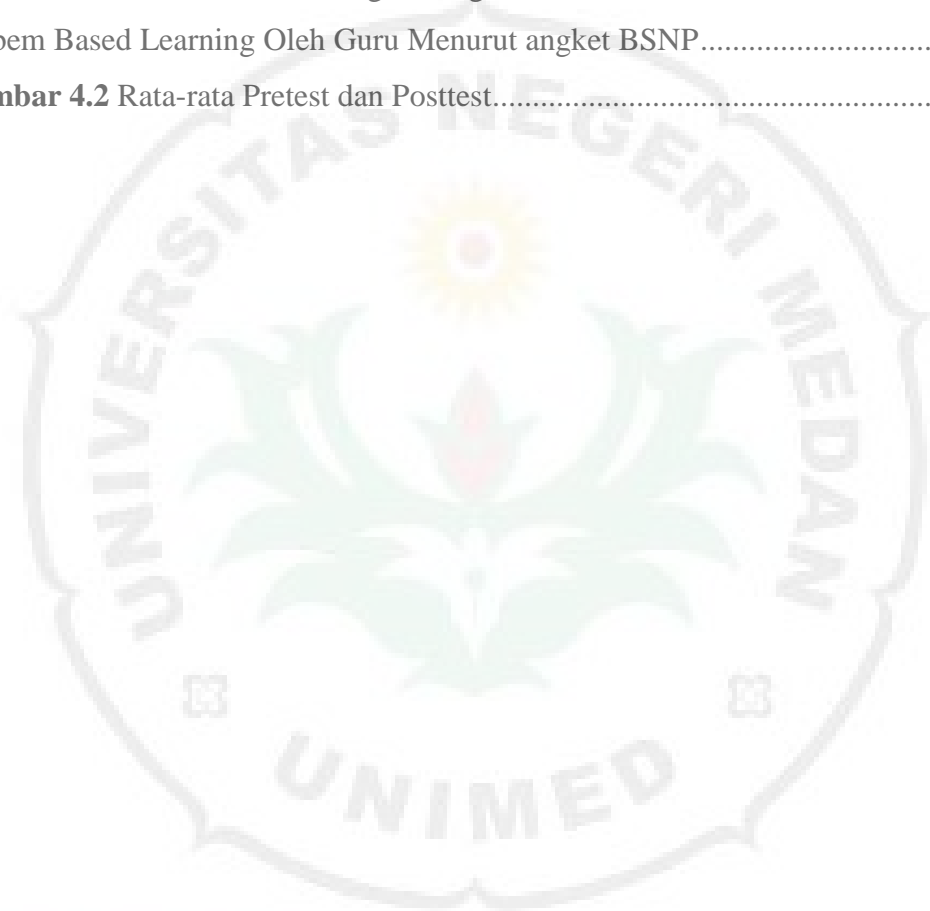 bem Based Learning Oleh Guru Menurut angket BSNP
mbar 4.2 Rata-rata Pretest dan Posttest
UNIVERSITAS NEGERI MEDAN
UNIMED